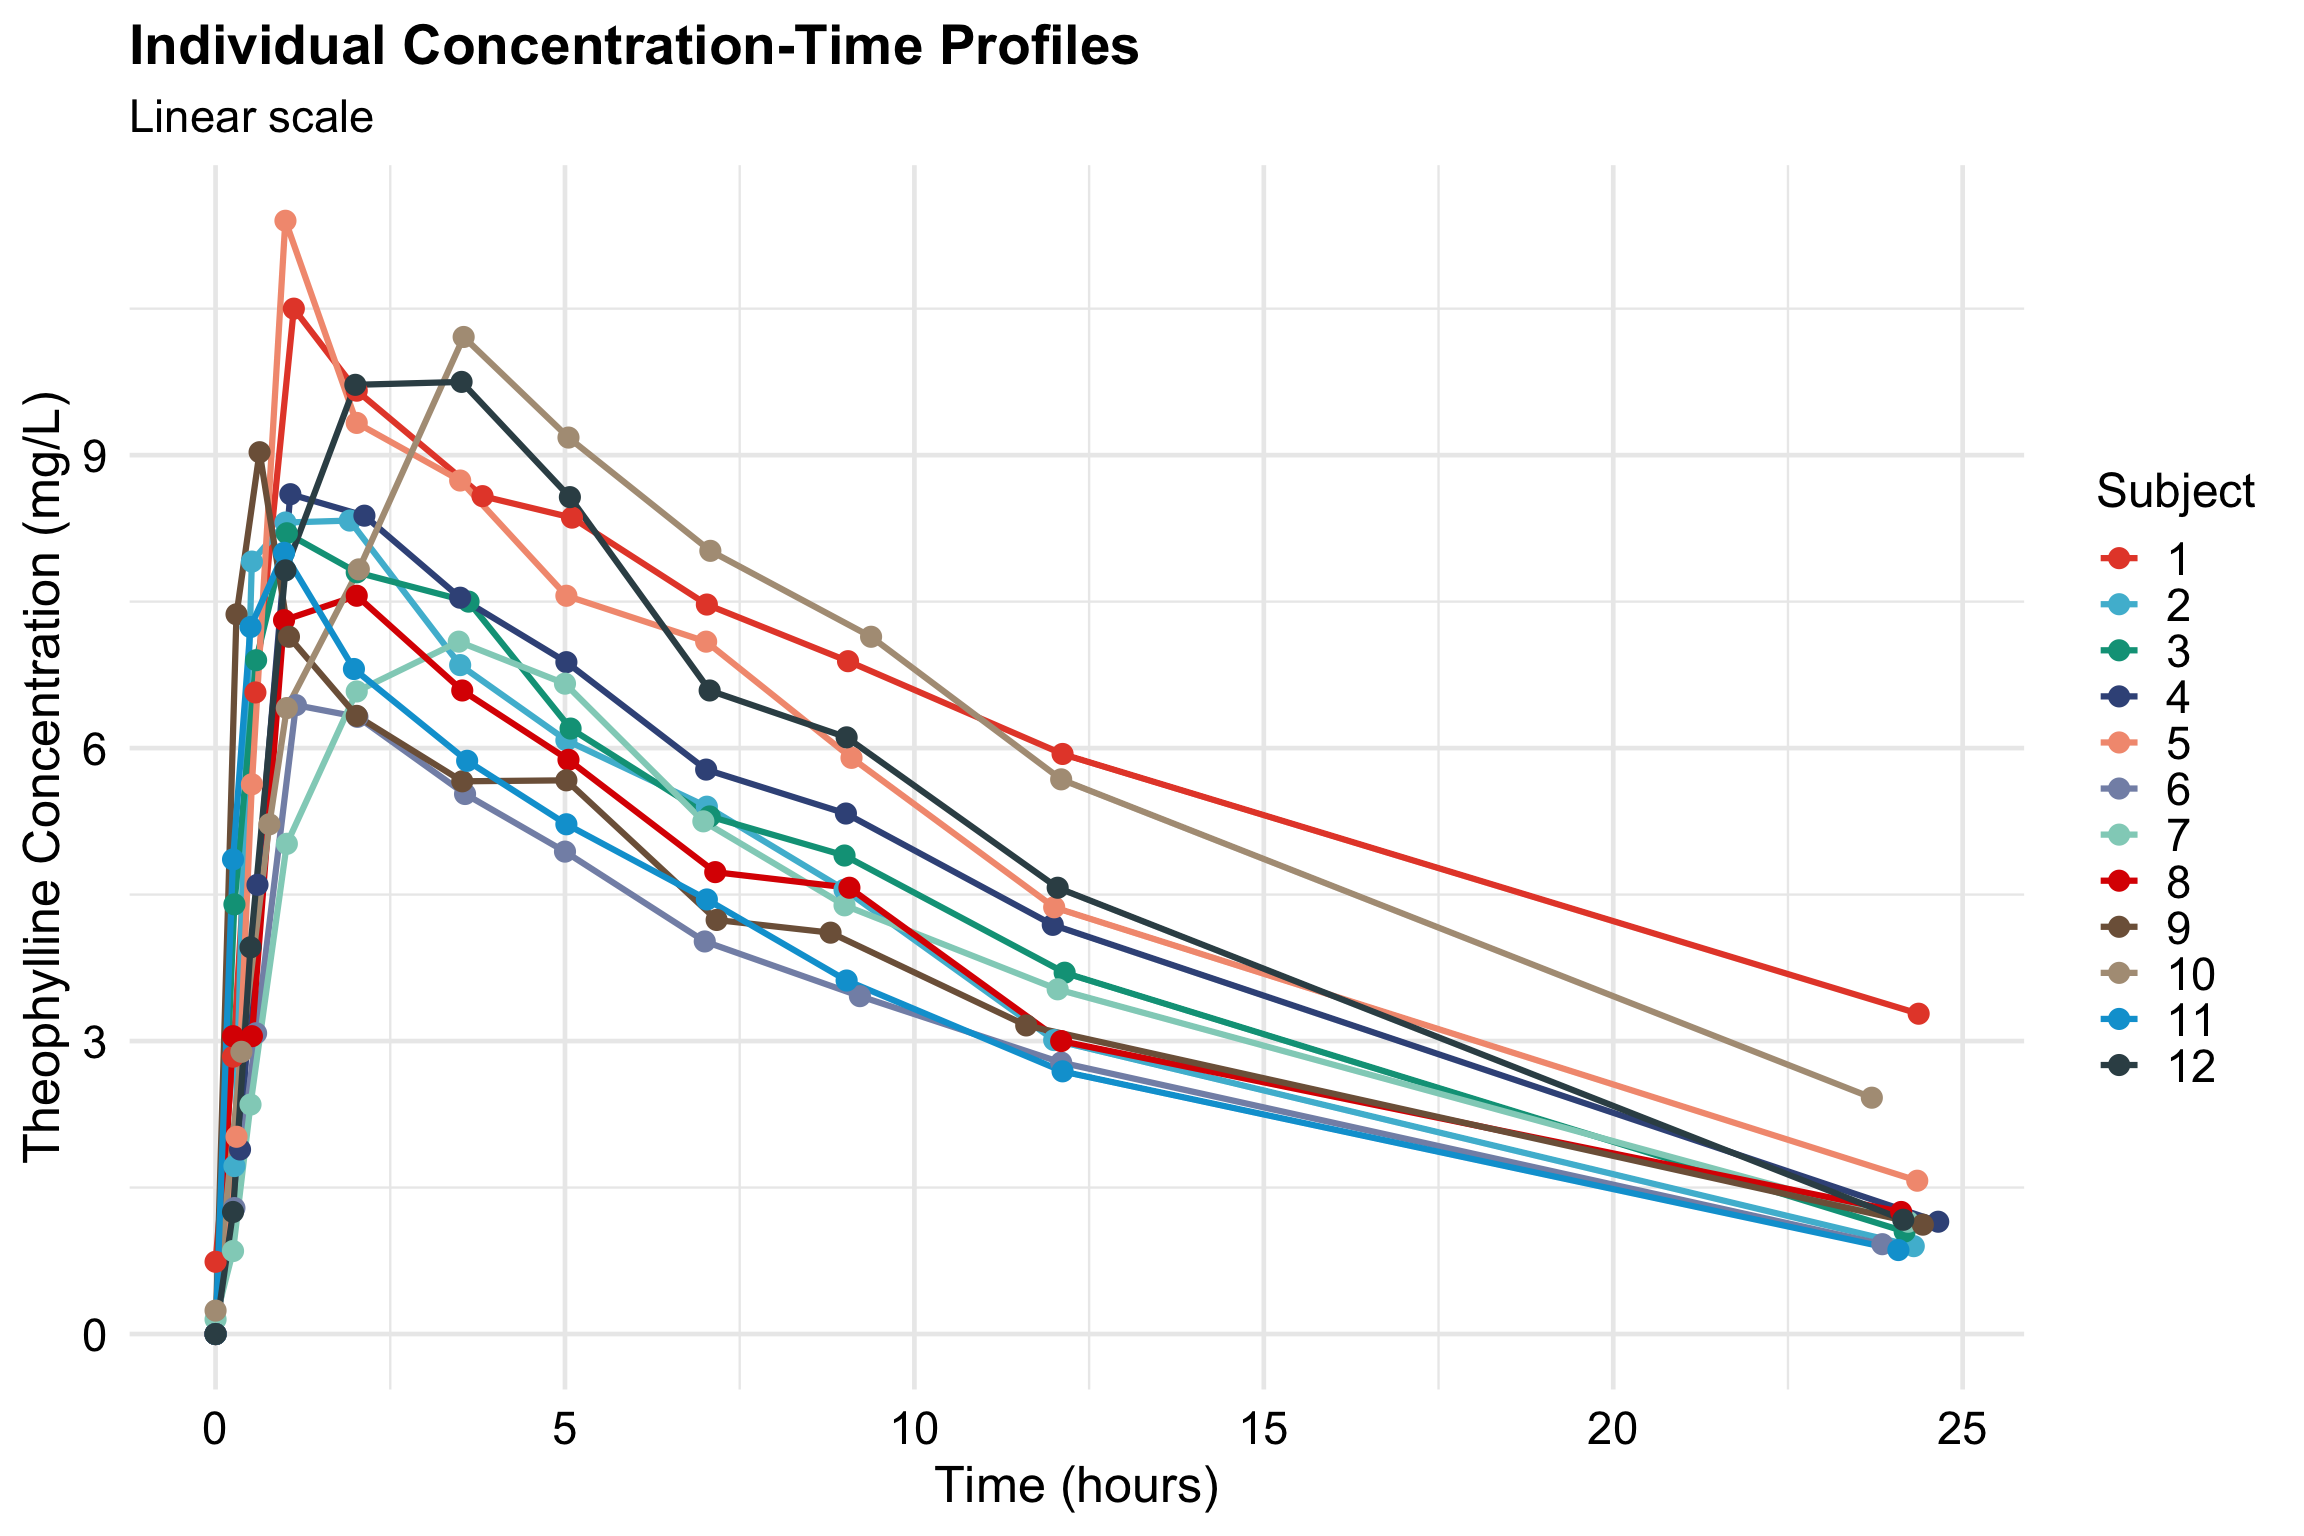 Individual Concentration-Time Profiles
Linear scale
Theophylline Concentration (mg/L)
9
6
3
0
0 5 10 15 20 25
Time (hours)
Subject
1
2
3
4
5
6
7
8
9
10
11
12